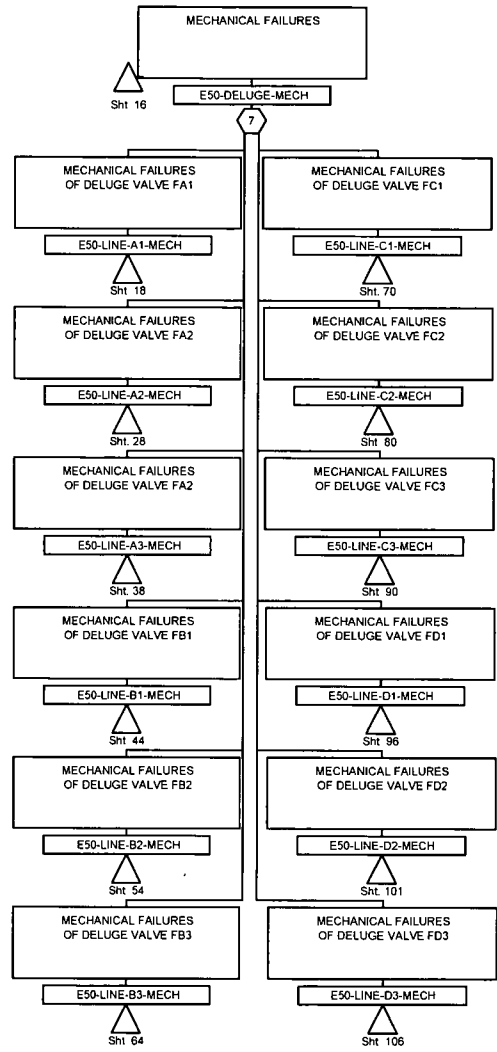 MECHANICAL FAILURES
Sht 16
E50-DELUGE-MECH
7
MECHANICAL FAILURES
OF DELUGE VALVE FA1
E50-LINE-A1-MECH
Sht 18
MECHANICAL FAILURES
OF DELUGE VALVE FC1
E50-LINE-C1-MECH
Sht. 70
MECHANICAL FAILURES
OF DELUGE VALVE FA2
E50-LINE-A2-MECH
Sht. 28
MECHANICAL FAILURES
OF DELUGE VALVE FC2
E50-LINE-C2-MECH
Sht 80
MECHANICAL FAILURES
OF DELUGE VALVE FA2
E50-LINE-A3-MECH
Sht. 38
MECHANICAL FAILURES
OF DELUGE VALVE FC3
E50-LINE-C3-MECH
Sht 90
MECHANICAL FAILURES
OF DELUGE VALVE FB1
E50-LINE-B1-MECH
Sht 44
MECHANICAL FAILURES
OF DELUGE VALVE FD1
E50-LINE-D1-MECH
Sht 96
MECHANICAL FAILURES
OF DELUGE VALVE FB2
E50-LINE-B2-MECH
Sht 54
MECHANICAL FAILURES
OF DELUGE VALVE FD2
E50-LINE-D2-MECH
Sht. 101
MECHANICAL FAILURES
OF DELUGE VALVE FB3
E50-LINE-B3-MECH
Sht 64
MECHANICAL FAILURES
OF DELUGE VALVE FD3
E50-LINE-D3-MECH
Sht 106